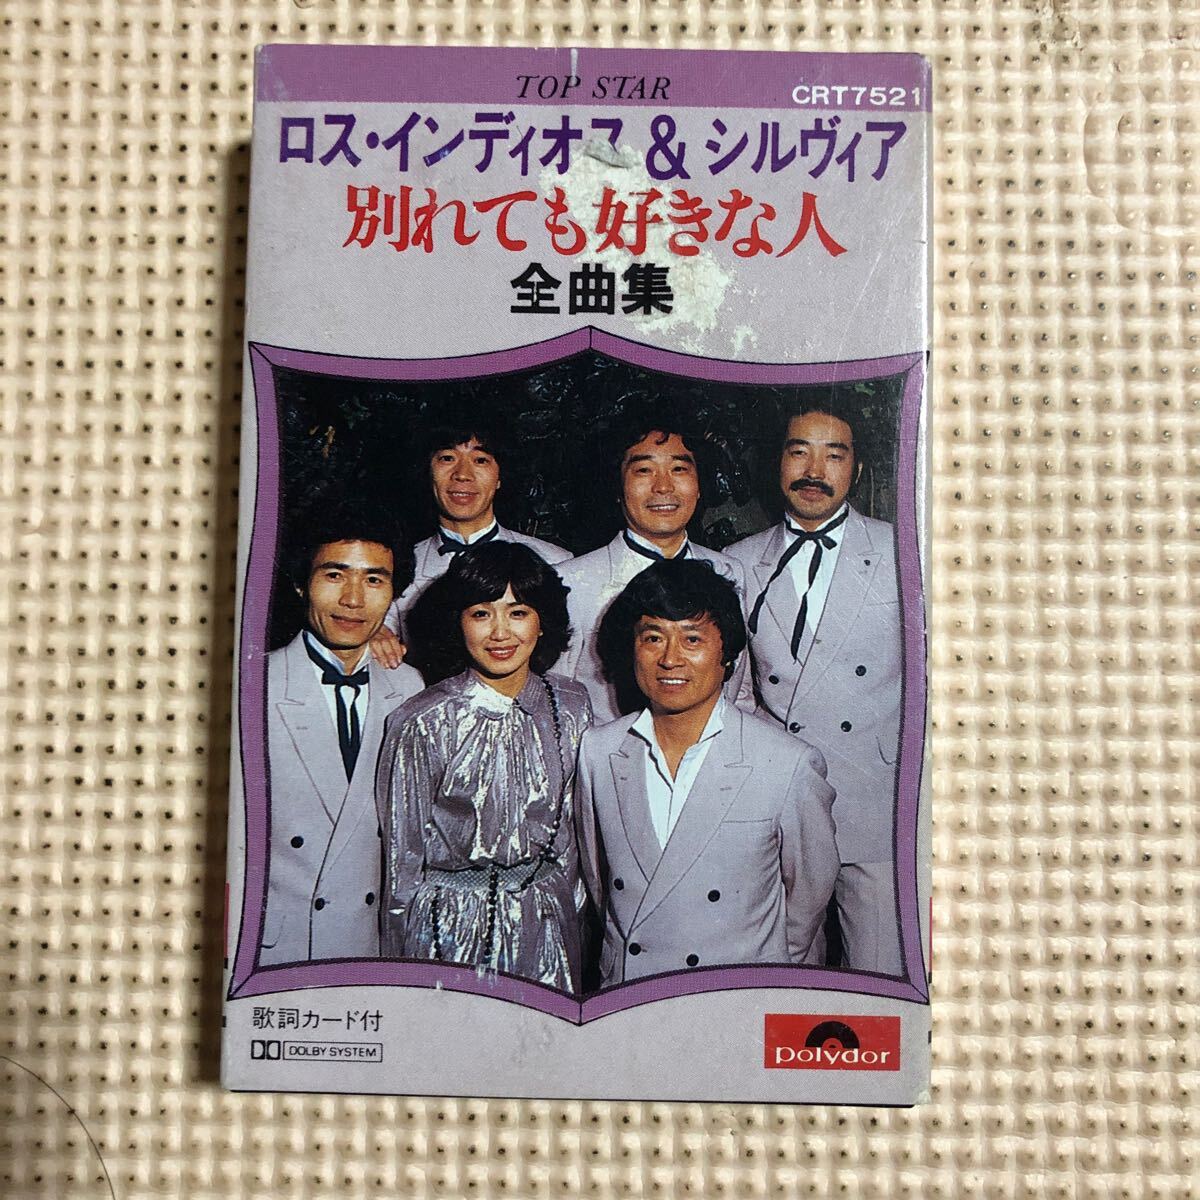 TOP STAR
CRT7521
ロス・インディオス&シルヴィア
別れても好きな人
全曲集
歌詞カード付
DOLBY SYSTEM
polydor